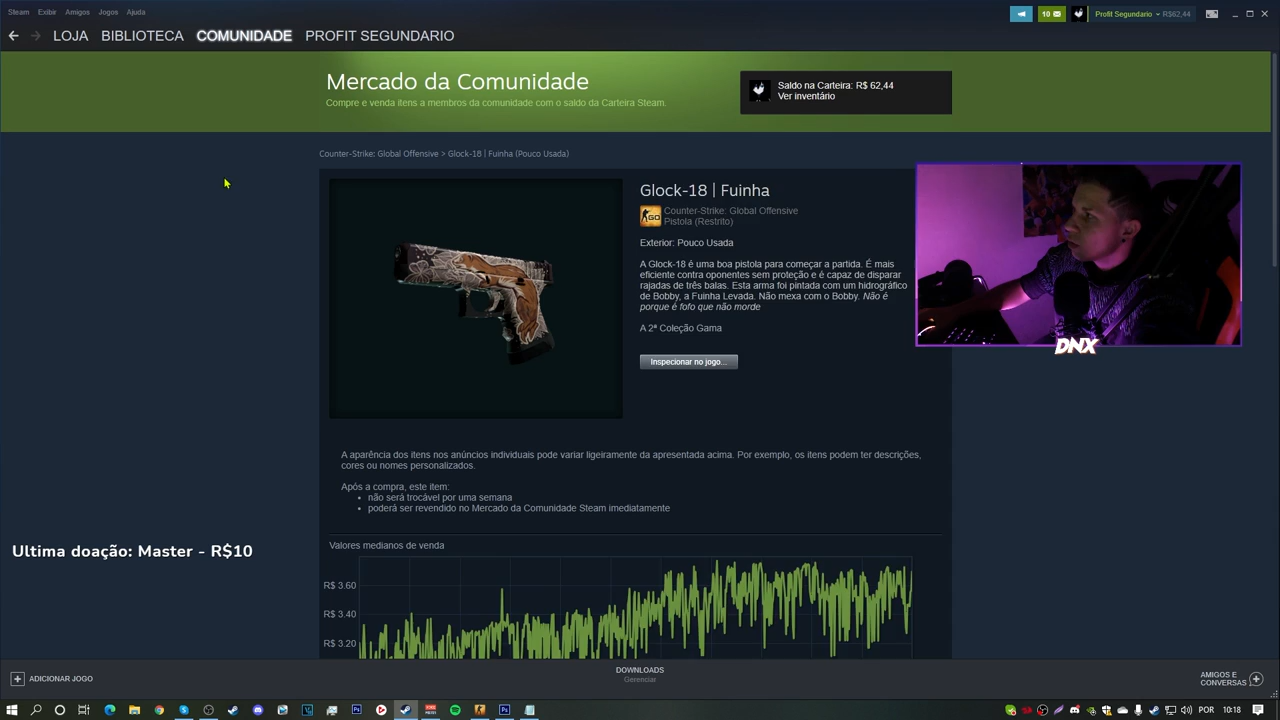 Steam Exibir Amigos Jogos Ajuda
10 Profit Segundario R$62,44
LOJA BIBLIOTECA COMUNIDADE PROFIT SEGUNDARIO
Mercado da Comunidade
Compre e venda itens a membros da comunidade com o saldo da Carteira Steam.
Saldo na Carteira: R$ 62,44
Ver inventário
Counter-Strike: Global Offensive > Glock-18 | Fuinha (Pouco Usada)
Glock-18 | Fuinha
GO
Counter-Strike: Global Offensive
Pistola (Restrito)
Exterior: Pouco Usada
A Glock-18 é uma boa pistola para começar a partida. É mais
eficiente contra oponentes sem proteção e é capaz de disparar
rajadas de três balas. Esta arma foi pintada com um hidrográfico
de Bobby, a Fuinha Levada. Não mexa com o Bobby. Não é
porque é fofo que não morde
A 2ª Coleção Gama
Inspecionar no jogo...
DNX
A aparência dos itens nos anúncios individuais pode variar ligeiramente da apresentada acima. Por exemplo, os itens podem ter descrições,
cores ou nomes personalizados.
Após a compra, este item:
• não será trocável por uma semana
• poderá ser revendido no Mercado da Comunidade Steam imediatamente
Valores medianos de venda
Ultima doação: Master - R$10
R$ 3.60
R$ 3.40
R$ 3.20
+ ADICIONAR JOGO
DOWNLOADS
Gerenciar
AMIGOS E
CONVERSAS +
POR 10:18